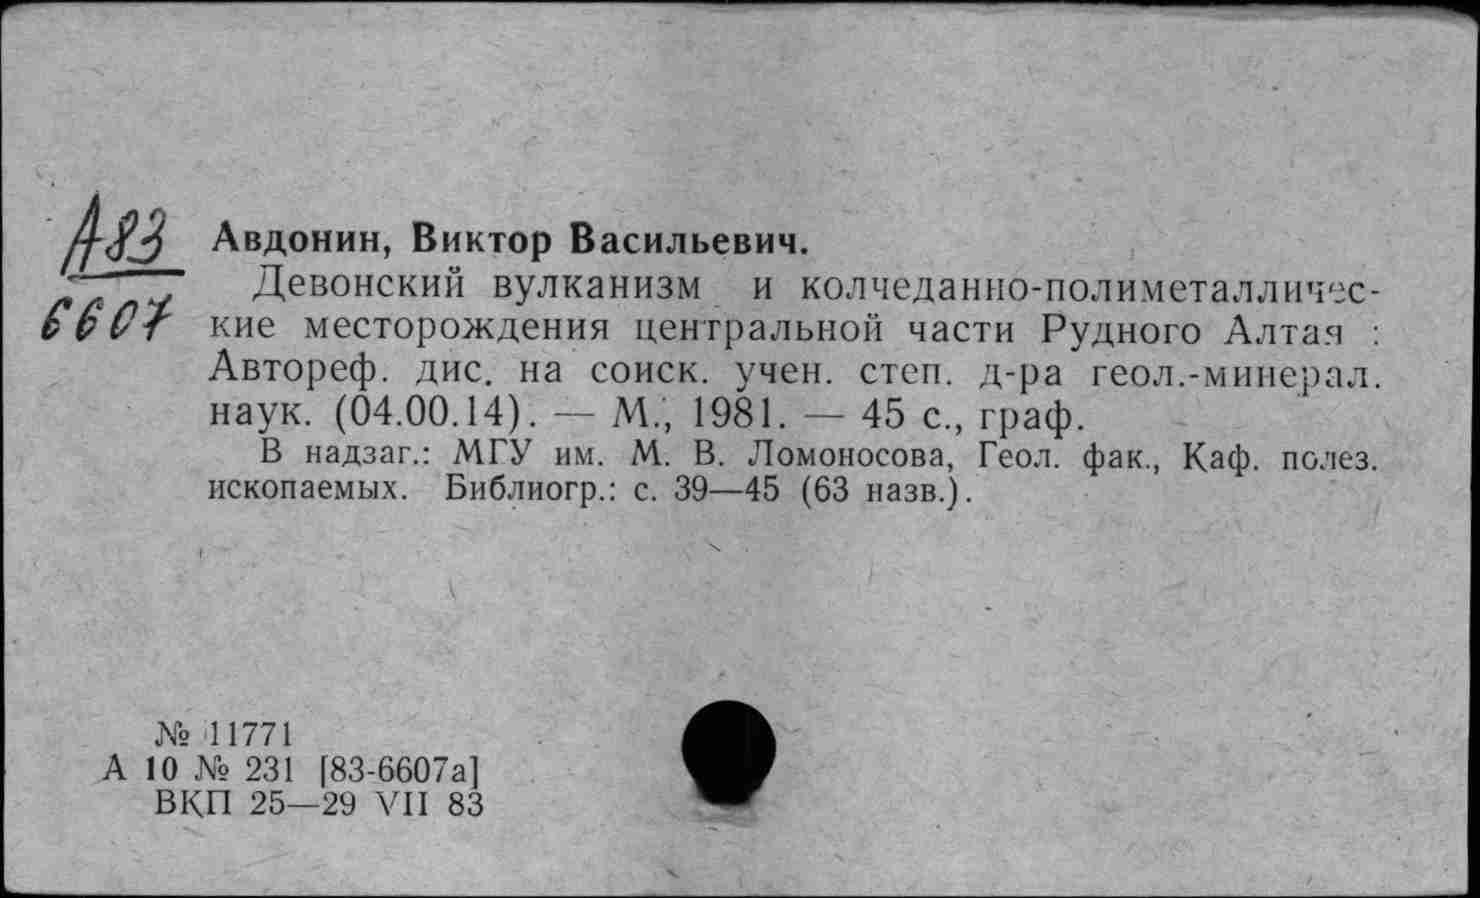 А83
6607
Авдонин, Виктор Васильевич.
Девонский вулканизм и колчеданно-полиметалличес-
кие месторождения центральной части Рудного Алтая :
Автореф. дис. на соиск. учен. степ. д-ра геол.-минерал.
наук. (04.00.14). — М., 1981. — 45 с., граф.
В надзаг.: МГУ им. М. В. Ломоносова, Геол. фак., Каф. полез.
ископаемых. Библиогр.: с. 39—45 (63 назв.).
№ 11771
А 10 № 231 [83-6607а]
ВКП 25—29 VII 83